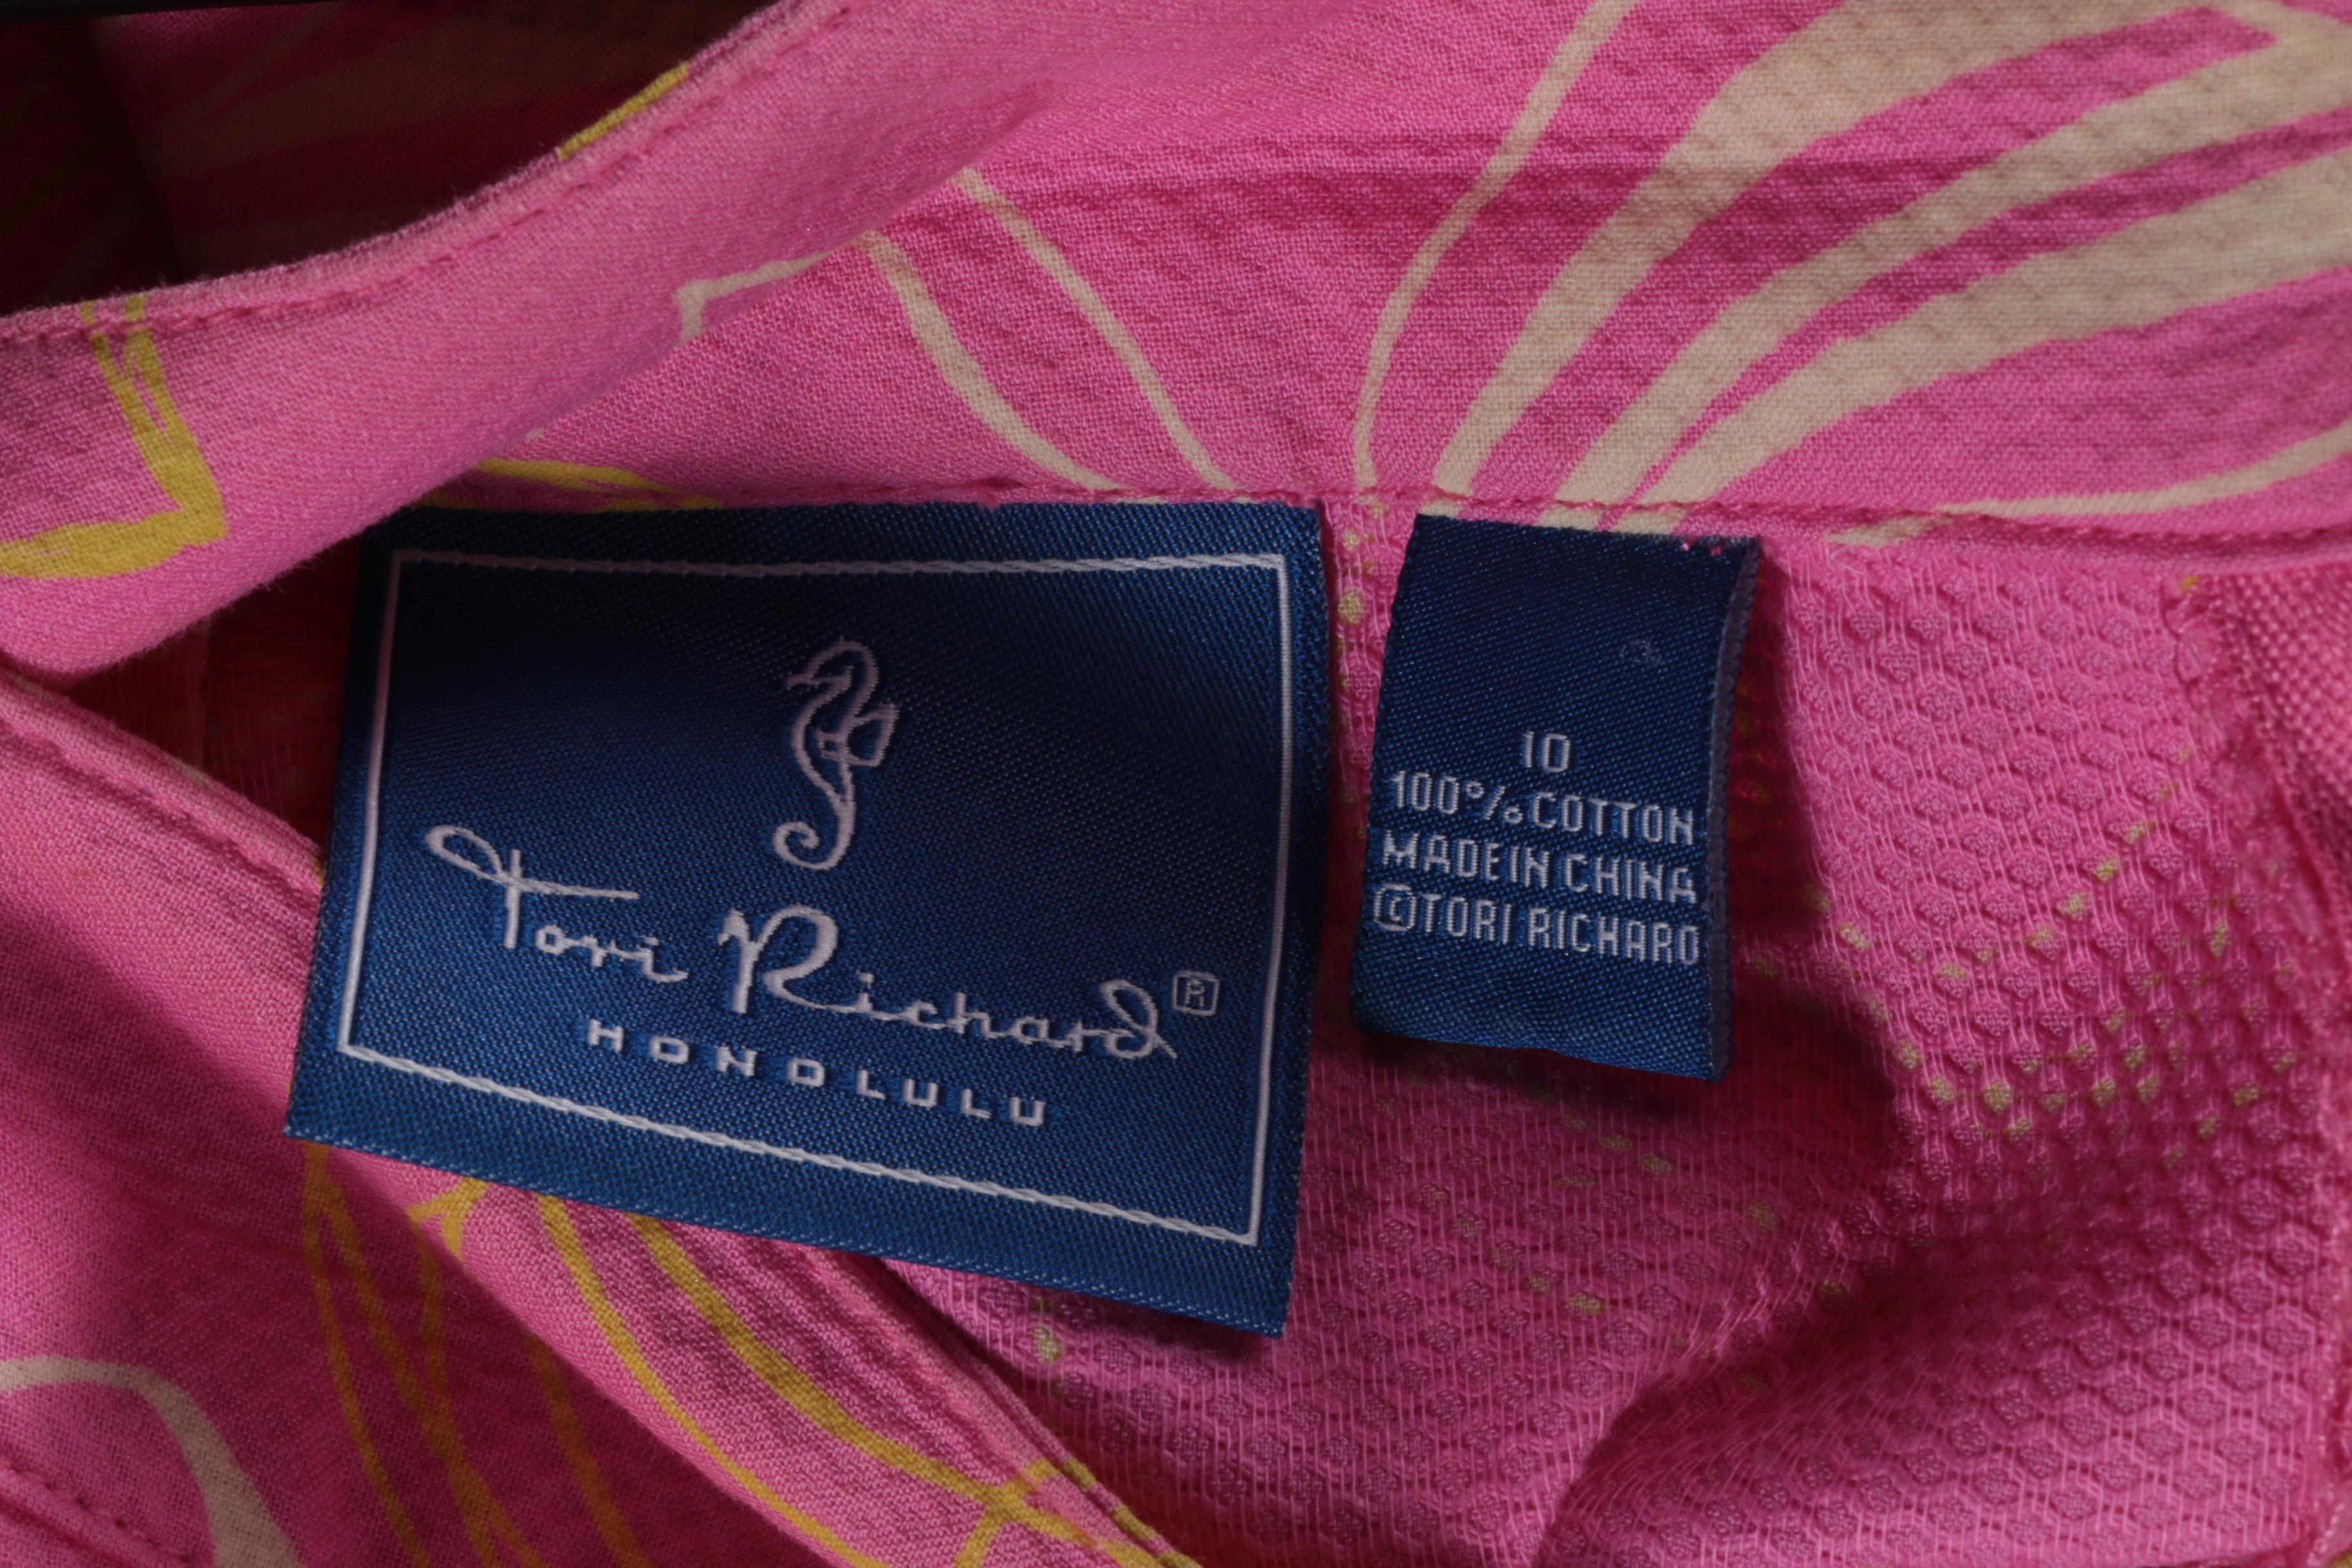 Tori Richard®
HONOLULU
10
100% COTTON
MADE IN CHINA
©TORI RICHARD